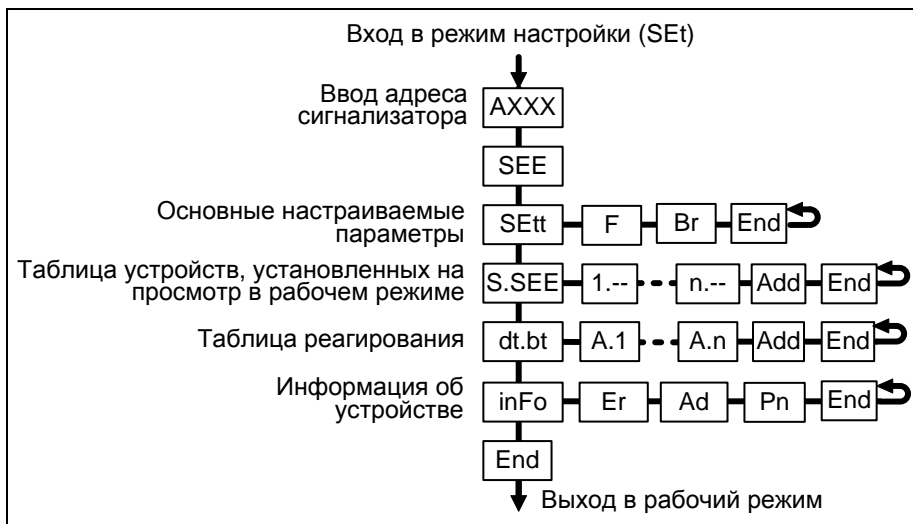 Вход в режим настройки (SEt)
Ввод адреса
сигнализатора
AXXX
SEE
Основные настраиваемые
параметры
SEtt F Br End
Таблица устройств, установленных на
просмотр в рабочем режиме
S.SEE 1.-- n.-- Add End
Таблица реагирования
dt.bt A.1 A.n Add End
Информация об
устройстве
inFo Er Ad Pn End
End
Выход в рабочий режим